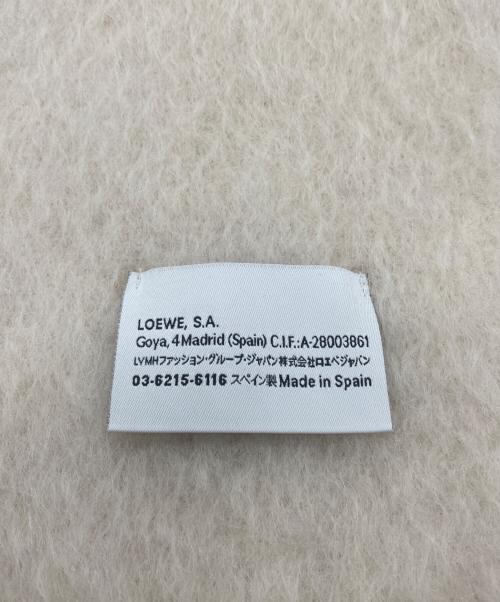 LOEWE, S.A.
Goya, 4 Madrid (Spain) C.I.F.:A-28003861
LVMHファッション・グループ・ジャパン株式会社ロエベジャパン
03-6215-6116 スペイン製 Made in Spain